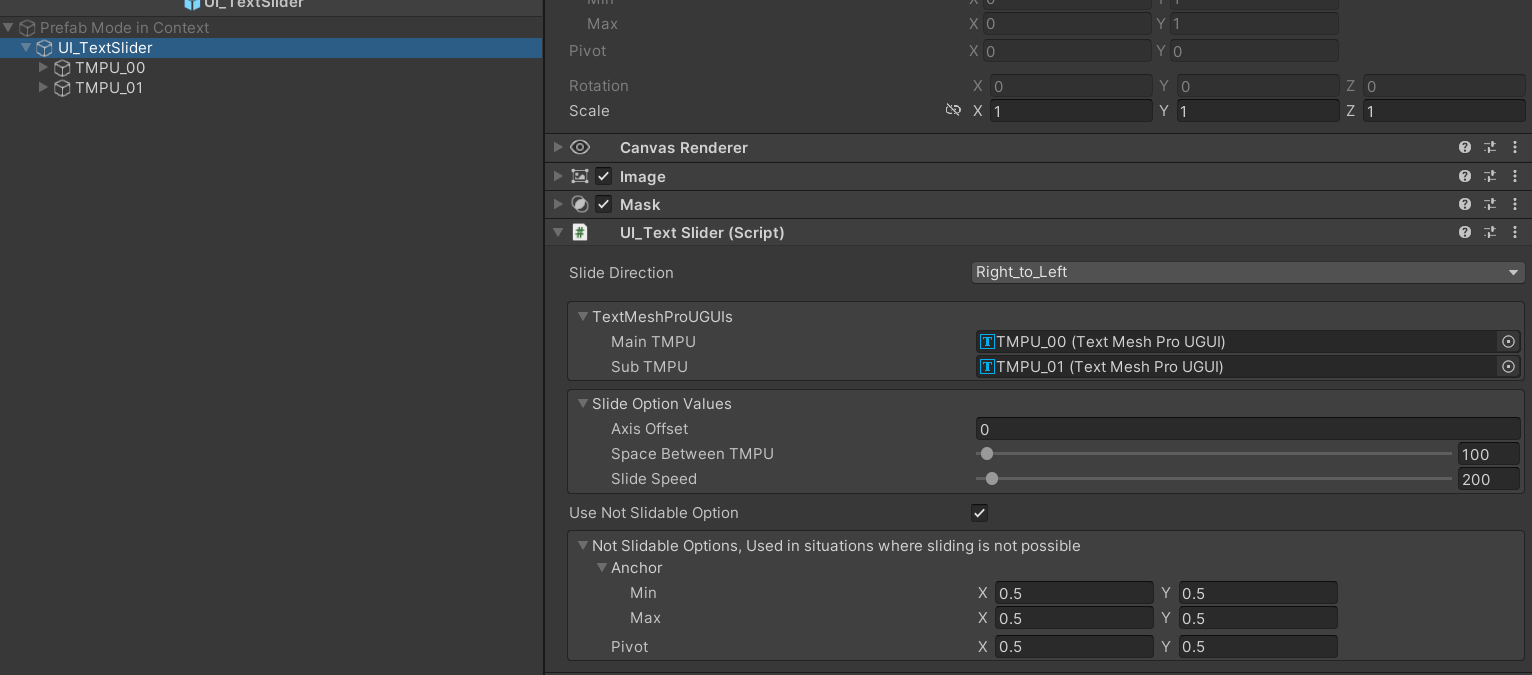 UI_TextSlider
Prefab Mode in Context
UI_TextSlider
TMPU_00
TMPU_01
Min X 0 Y 1
Max X 0 Y 1
Pivot X 0 Y 0
Rotation X 0 Y 0 Z 0
Scale X 1 Y 1 Z 1
Canvas Renderer
Image
Mask
# UI_Text Slider (Script)
Slide Direction Right_to_Left
TextMeshProUGUIs
Main TMPU T TMPU_00 (Text Mesh Pro UGUI)
Sub TMPU T TMPU_01 (Text Mesh Pro UGUI)
Slide Option Values
Axis Offset 0
Space Between TMPU 100
Slide Speed 200
Use Not Slidable Option
Not Slidable Options, Used in situations where sliding is not possible
Anchor
Min X 0.5 Y 0.5
Max X 0.5 Y 0.5
Pivot X 0.5 Y 0.5